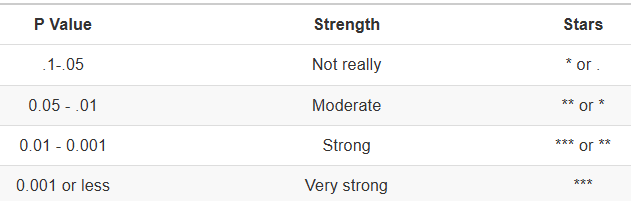 P Value Strength Stars
.1-.05 Not really * or .
0.05 - .01 Moderate ** or *
0.01 - 0.001 Strong *** or **
0.001 or less Very strong ***